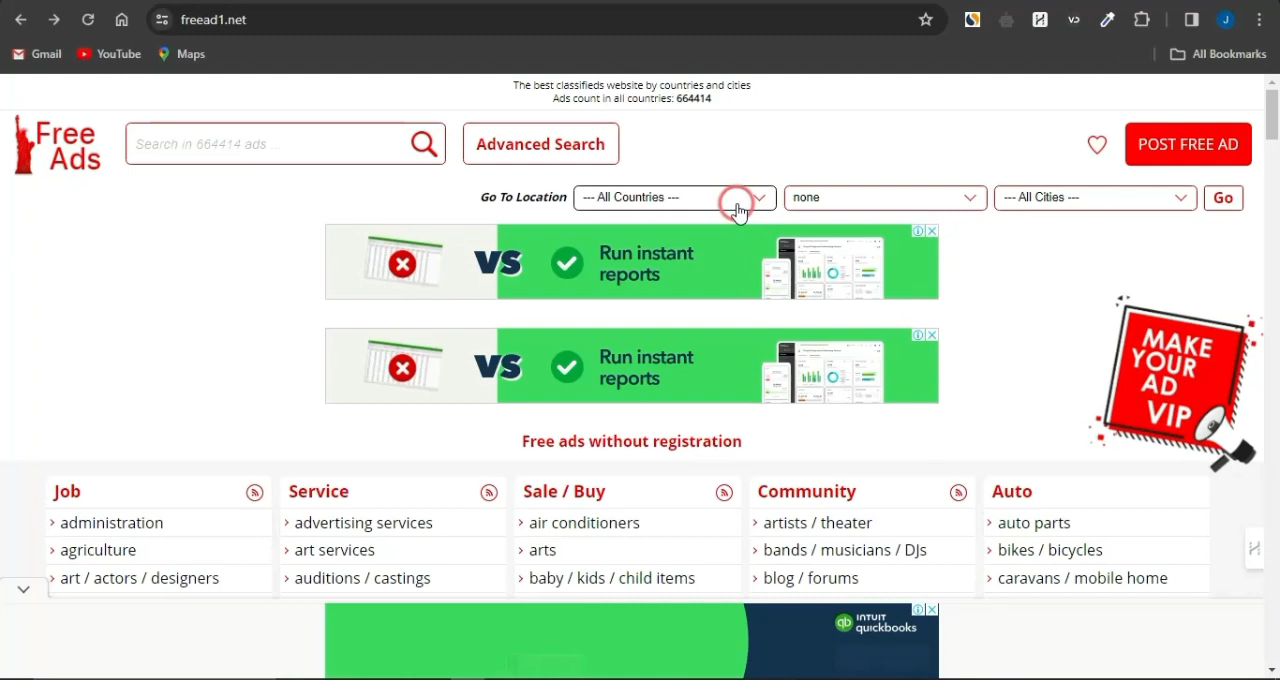 freead1.net
J
Gmail
YouTube
Maps
All Bookmarks
The best classifieds website by countries and cities
Ads count in all countries: 664414
Free
Ads
Search in 664414 ads ...
Advanced Search
POST FREE AD
Go To Location
--- All Countries ---
none
--- All Cities ---
Go
VS
Run instant
reports
VS
Run instant
reports
MAKE
YOUR
AD
VIP
Free ads without registration
Job
Service
Sale / Buy
Community
Auto
administration
advertising services
air conditioners
artists / theater
auto parts
agriculture
art services
arts
bands / musicians / DJs
bikes / bicycles
art / actors / designers
auditions / castings
baby / kids / child items
blog / forums
caravans / mobile home
qb
INTUIT
quickbooks